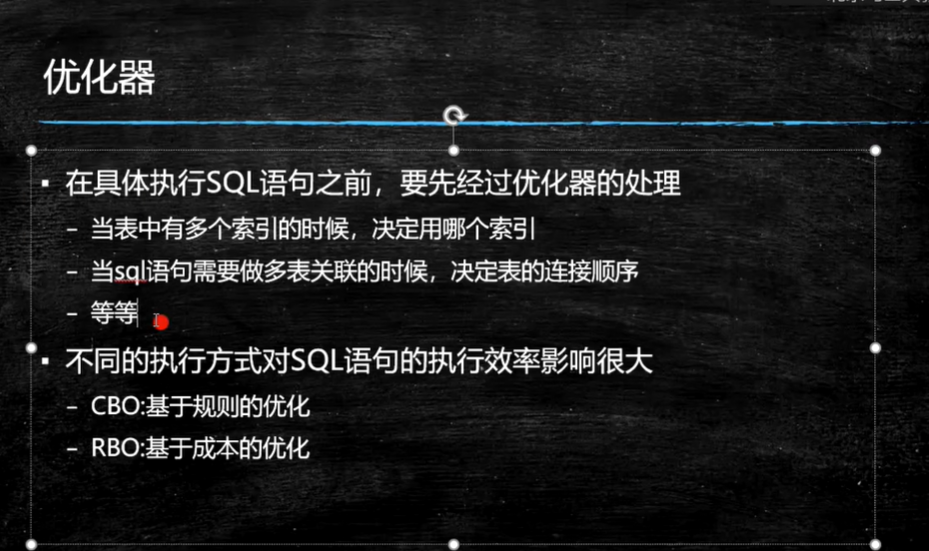 优化器
▪ 在具体执行SQL语句之前，要先经过优化器的处理
– 当表中有多个索引的时候，决定用哪个索引
– 当sql语句需要做多表关联的时候，决定表的连接顺序
– 等等
▪ 不同的执行方式对SQL语句的执行效率影响很大
– CBO:基于规则的优化
– RBO:基于成本的优化